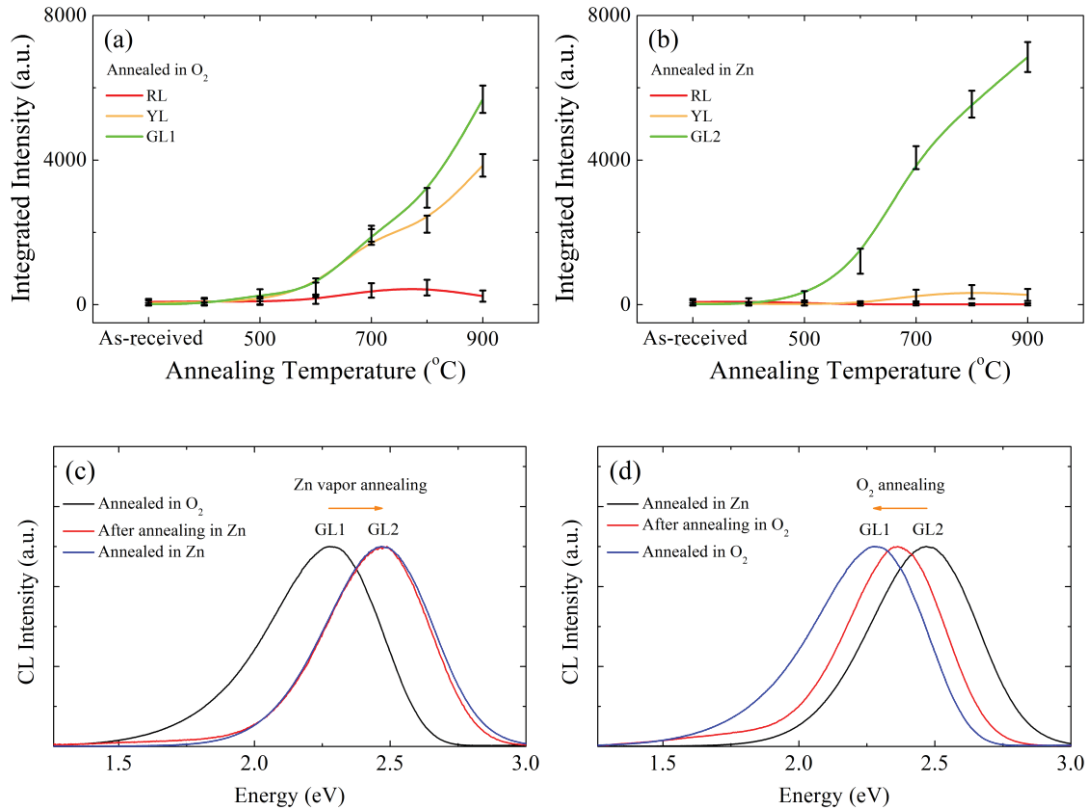 (a)
Annealed in O2
RL
YL
GL1
8000
4000
0
Integrated Intensity (a.u.)
As-received 500 700 900
Annealing Temperature (°C)
(b)
Annealed in Zn
RL
YL
GL2
8000
4000
0
Integrated Intensity (a.u.)
As-received 500 700 900
Annealing Temperature (°C)
(c)
Zn vapor annealing
Annealed in O2
After annealing in Zn
Annealed in Zn
GL1 GL2
CL Intensity (a.u.)
1.5 2.0 2.5 3.0
Energy (eV)
(d)
O2 annealing
Annealed in Zn
After annealing in O2
Annealed in O2
GL1 GL2
CL Intensity (a.u.)
1.5 2.0 2.5 3.0
Energy (eV)